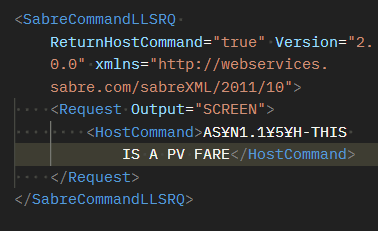 <SabreCommandLLSRQ
ReturnHostCommand="true" Version="2.
0.0" xmlns="http://webservices.
sabre.com/sabreXML/2011/10">
<Request Output="SCREEN">
<HostCommand>AS¥N1.1¥5¥H-THIS
IS A PV FARE</HostCommand>
</Request>
</SabreCommandLLSRQ>